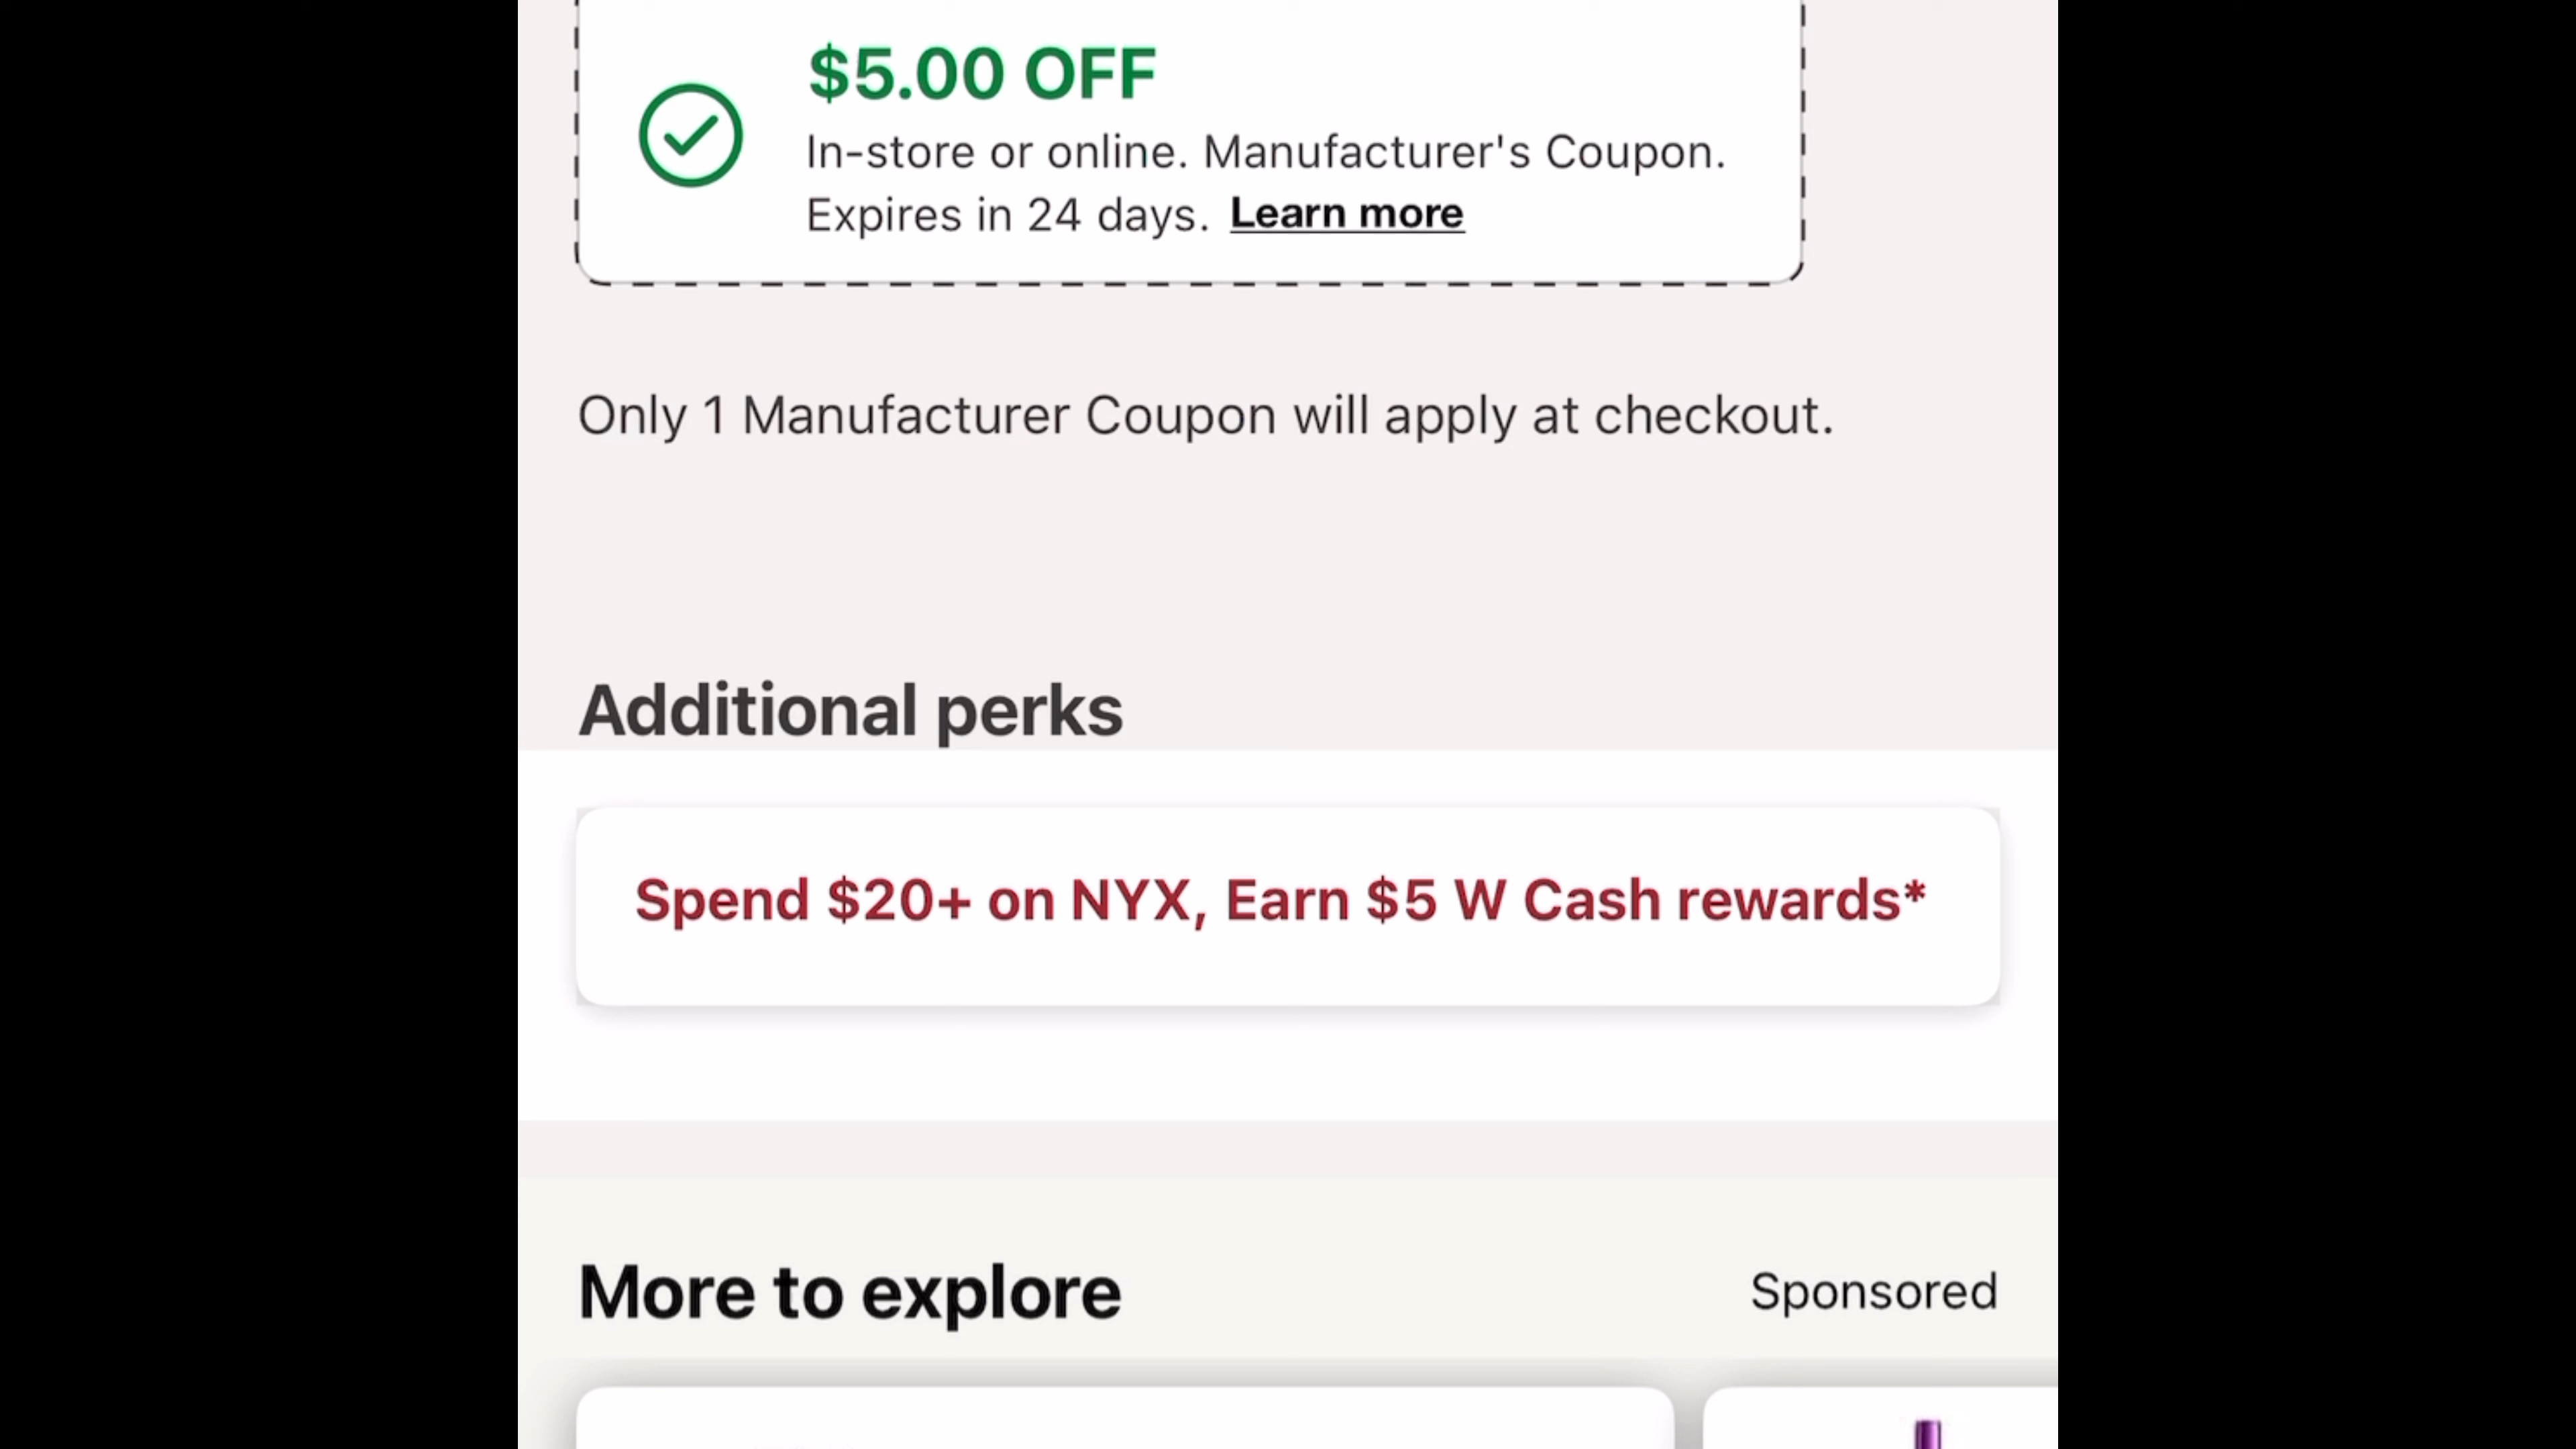 $5.00 OFF
In-store or online. Manufacturer's Coupon.
Expires in 24 days. Learn more
Only 1 Manufacturer Coupon will apply at checkout.
Additional perks
Spend $20+ on NYX, Earn $5 W Cash rewards*
More to explore
Sponsored